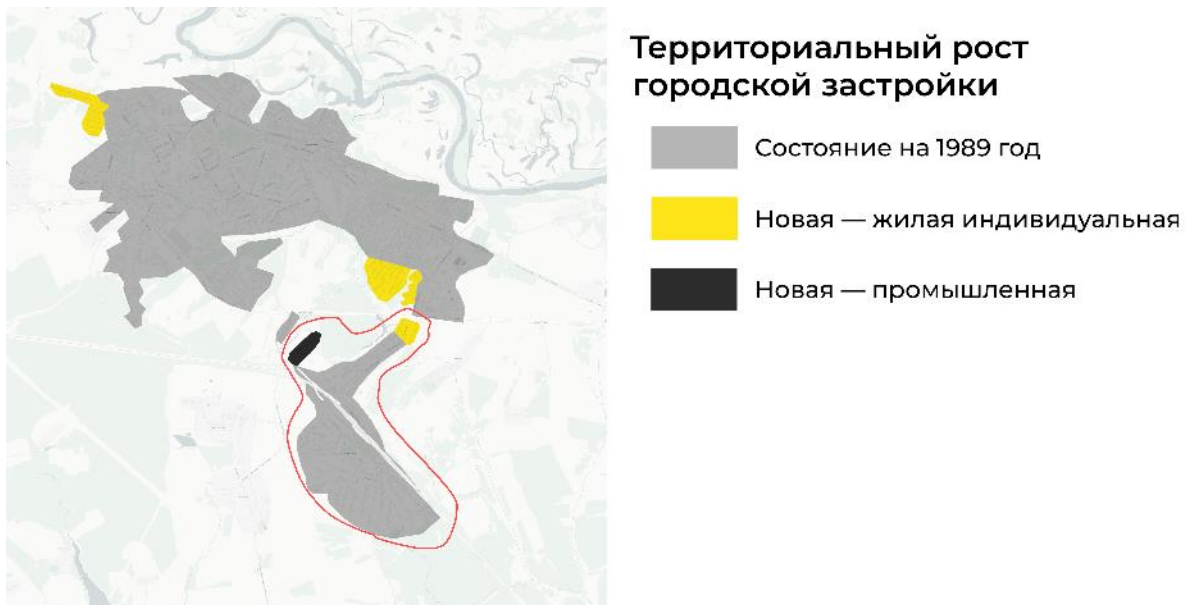 Территориальный рост
городской застройки
Состояние на 1989 год
Новая — жилая индивидуальная
Новая — промышленная